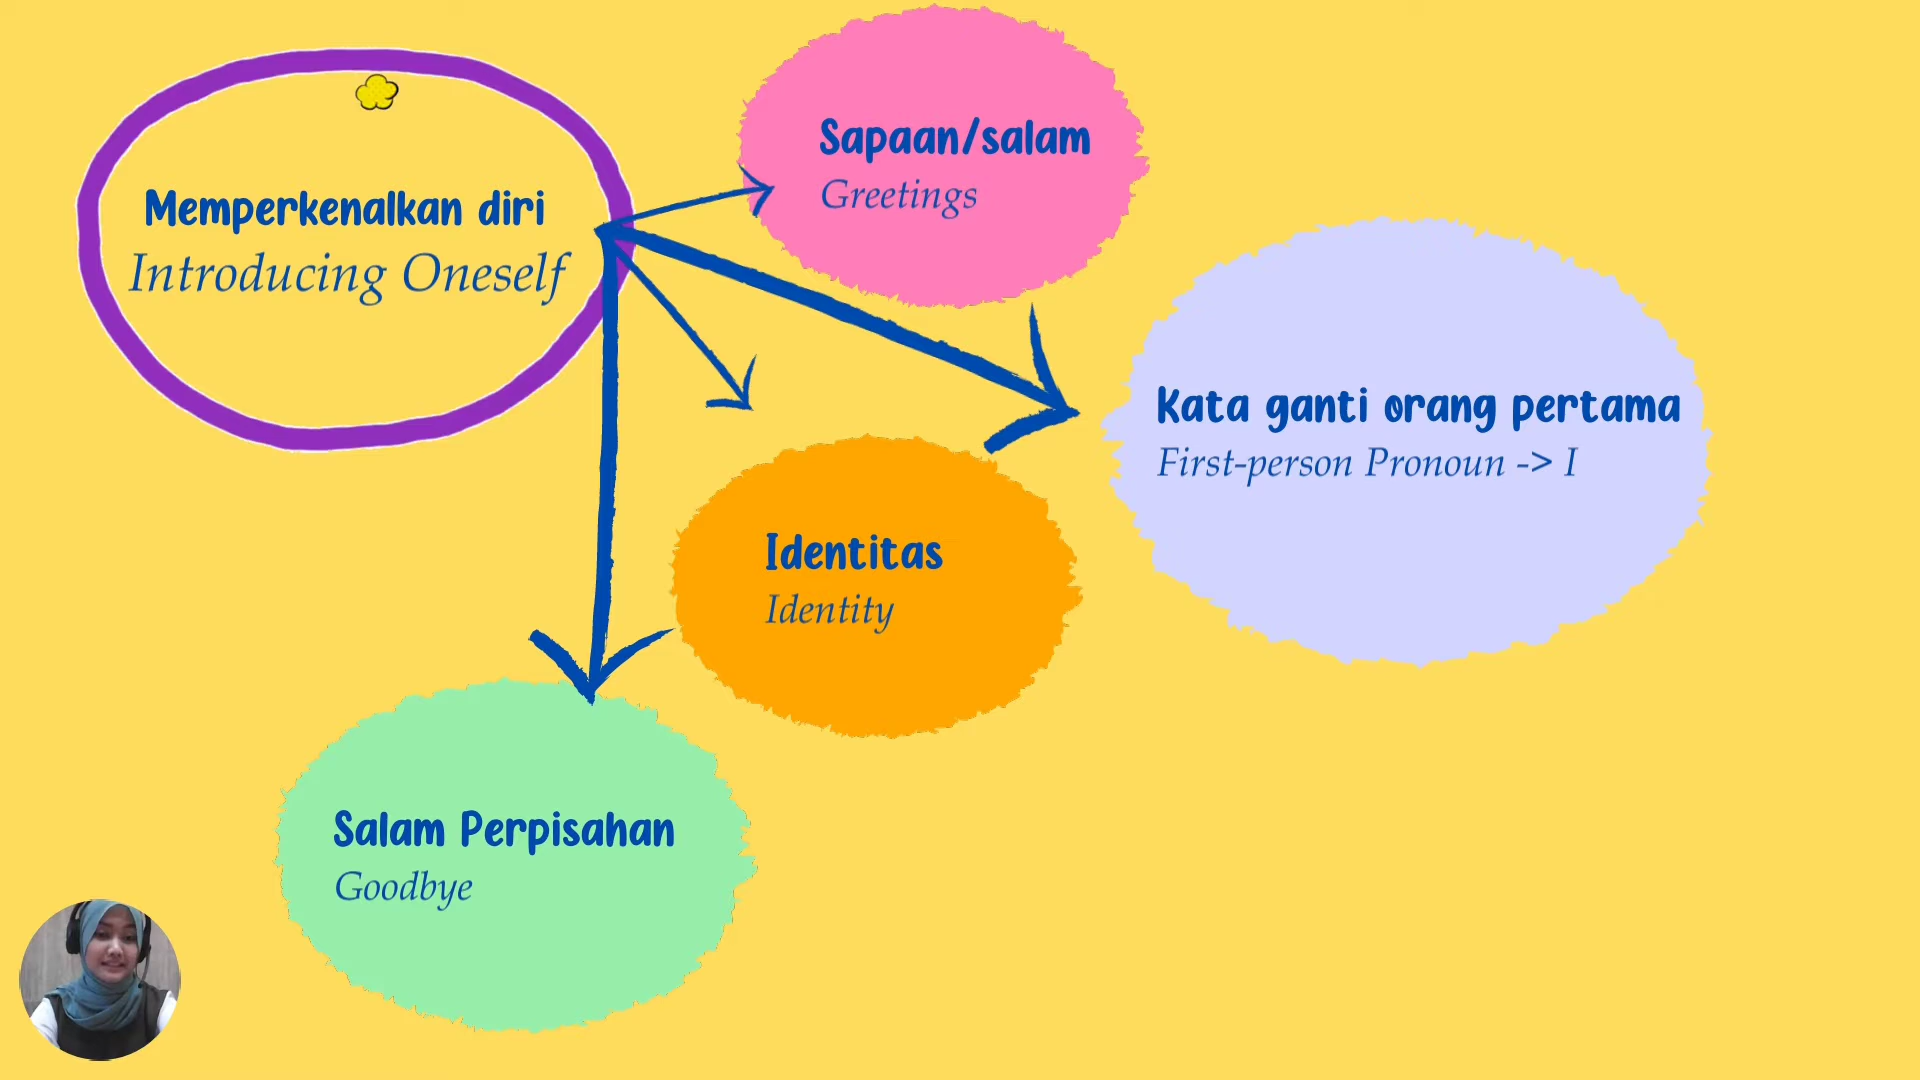 Memperkenalkan diri
Introducing Oneself
Sapaan/salam
Greetings
Kata ganti orang pertama
First-person Pronoun -> I
Identitas
Identity
Salam Perpisahan
Goodbye